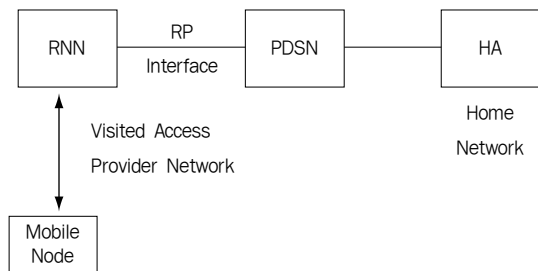 RNN
RP
Interface
PDSN
HA
Home
Network
Visited Access
Provider Network
Mobile
Node